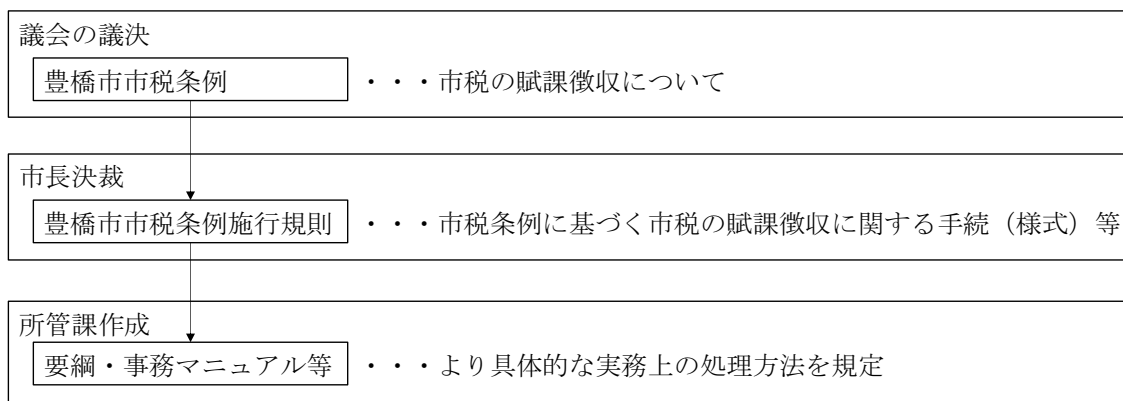 議会の議決
豊橋市市税条例 ・・・市税の賦課徴収について
市長決裁
豊橋市市税条例施行規則 ・・・市税条例に基づく市税の賦課徴収に関する手続（様式）等
所管課作成
要綱・事務マニュアル等 ・・・より具体的な実務上の処理方法を規定